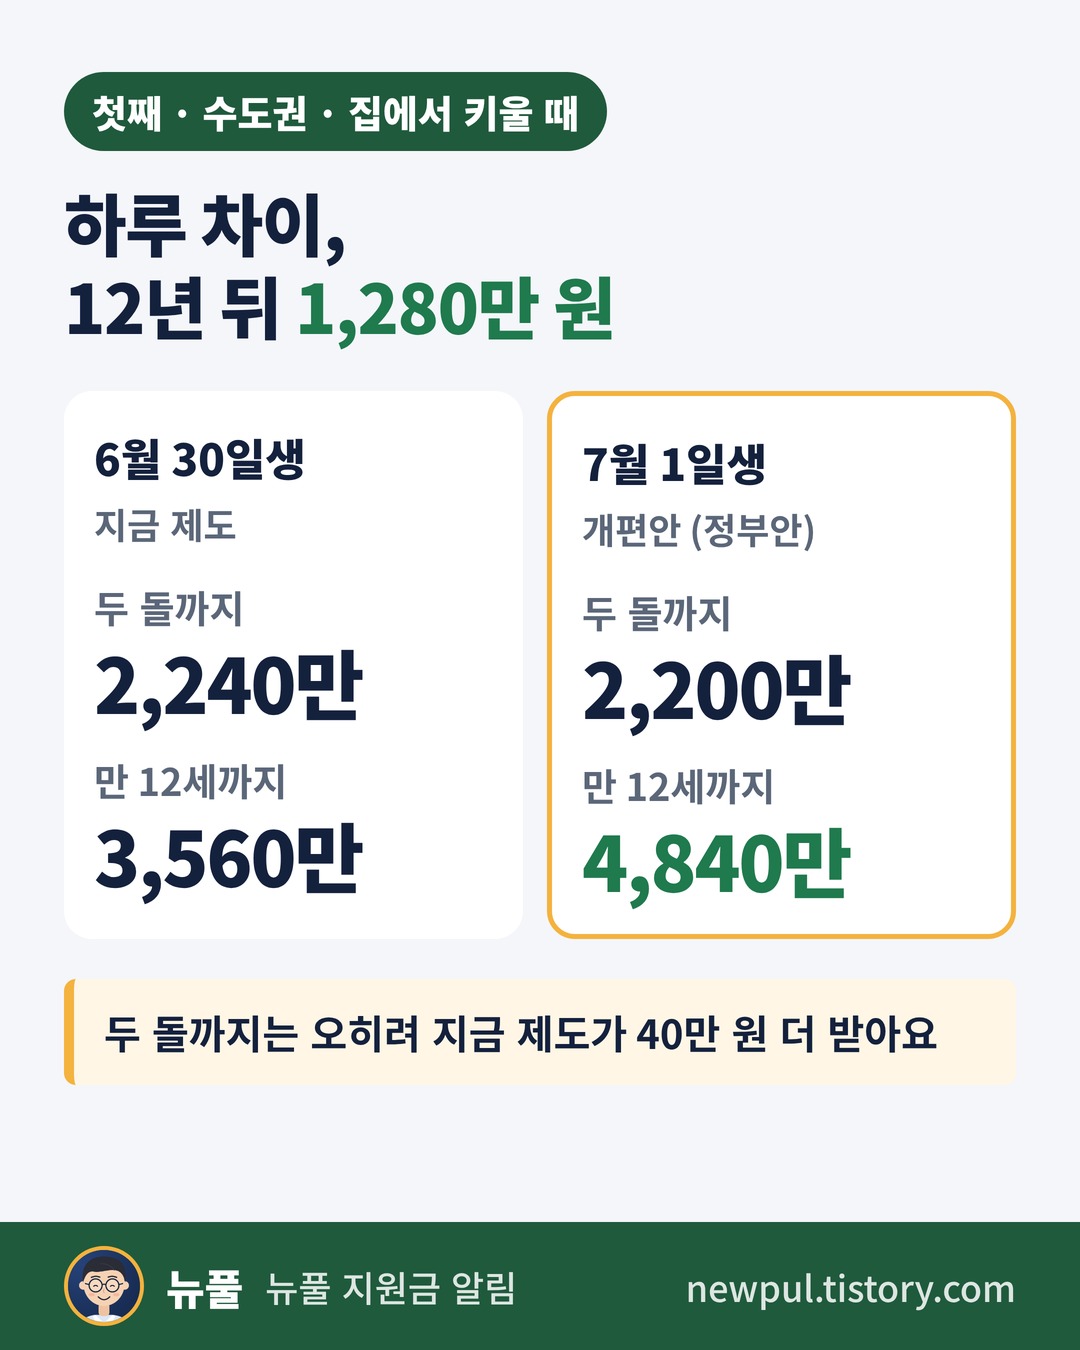 첫째 · 수도권 · 집에서 키울 때
하루 차이,
12년 뒤 1,280만 원
6월 30일생
지금 제도
두 돌까지
2,240만
만 12세까지
3,560만
7월 1일생
개편안 (정부안)
두 돌까지
2,200만
만 12세까지
4,840만
두 돌까지는 오히려 지금 제도가 40만 원 더 받아요
뉴풀 뉴풀 지원금 알림
newpul.tistory.com